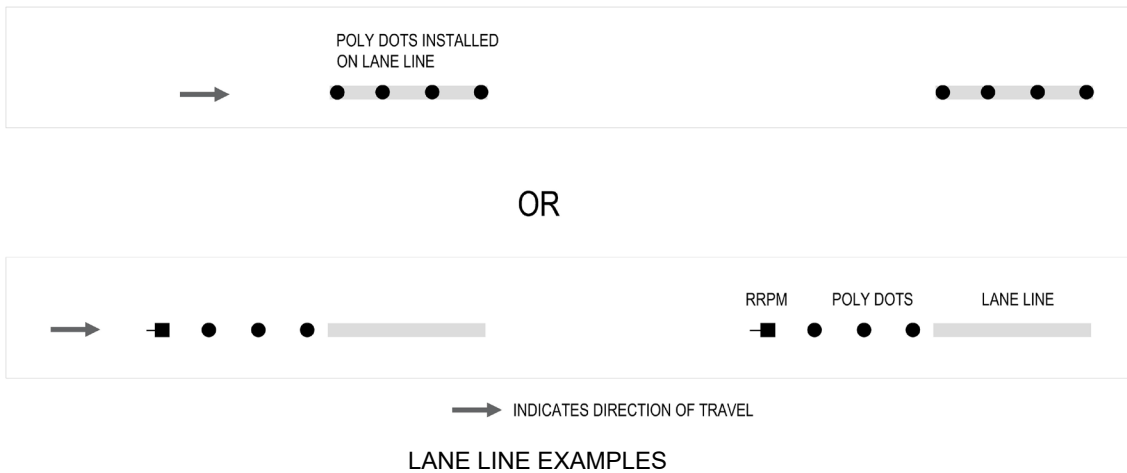 POLY DOTS INSTALLED
ON LANE LINE
OR
RRPM POLY DOTS LANE LINE
INDICATES DIRECTION OF TRAVEL
LANE LINE EXAMPLES